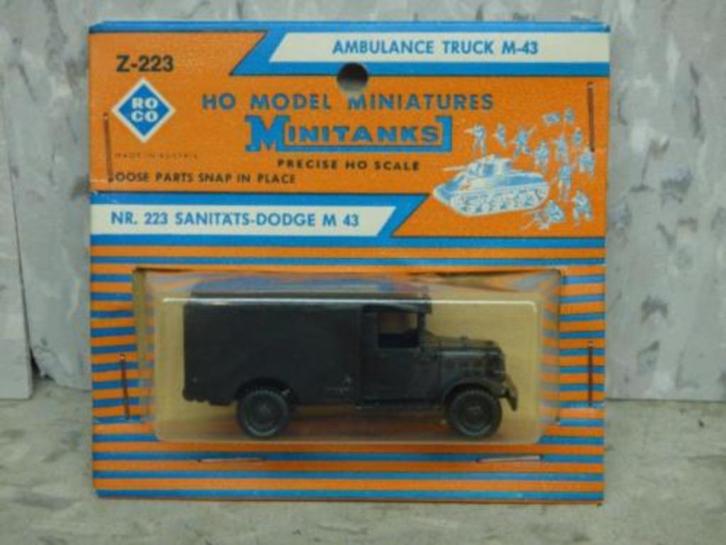 AMBULANCE TRUCK M-43
Z-223
RO
CO
HO MODEL MINIATURES
MINITANKS
MADE IN AUSTRIA
PRECISE HO SCALE
LOOSE PARTS SNAP IN PLACE
NR. 223 SANITÄTS-DODGE M 43